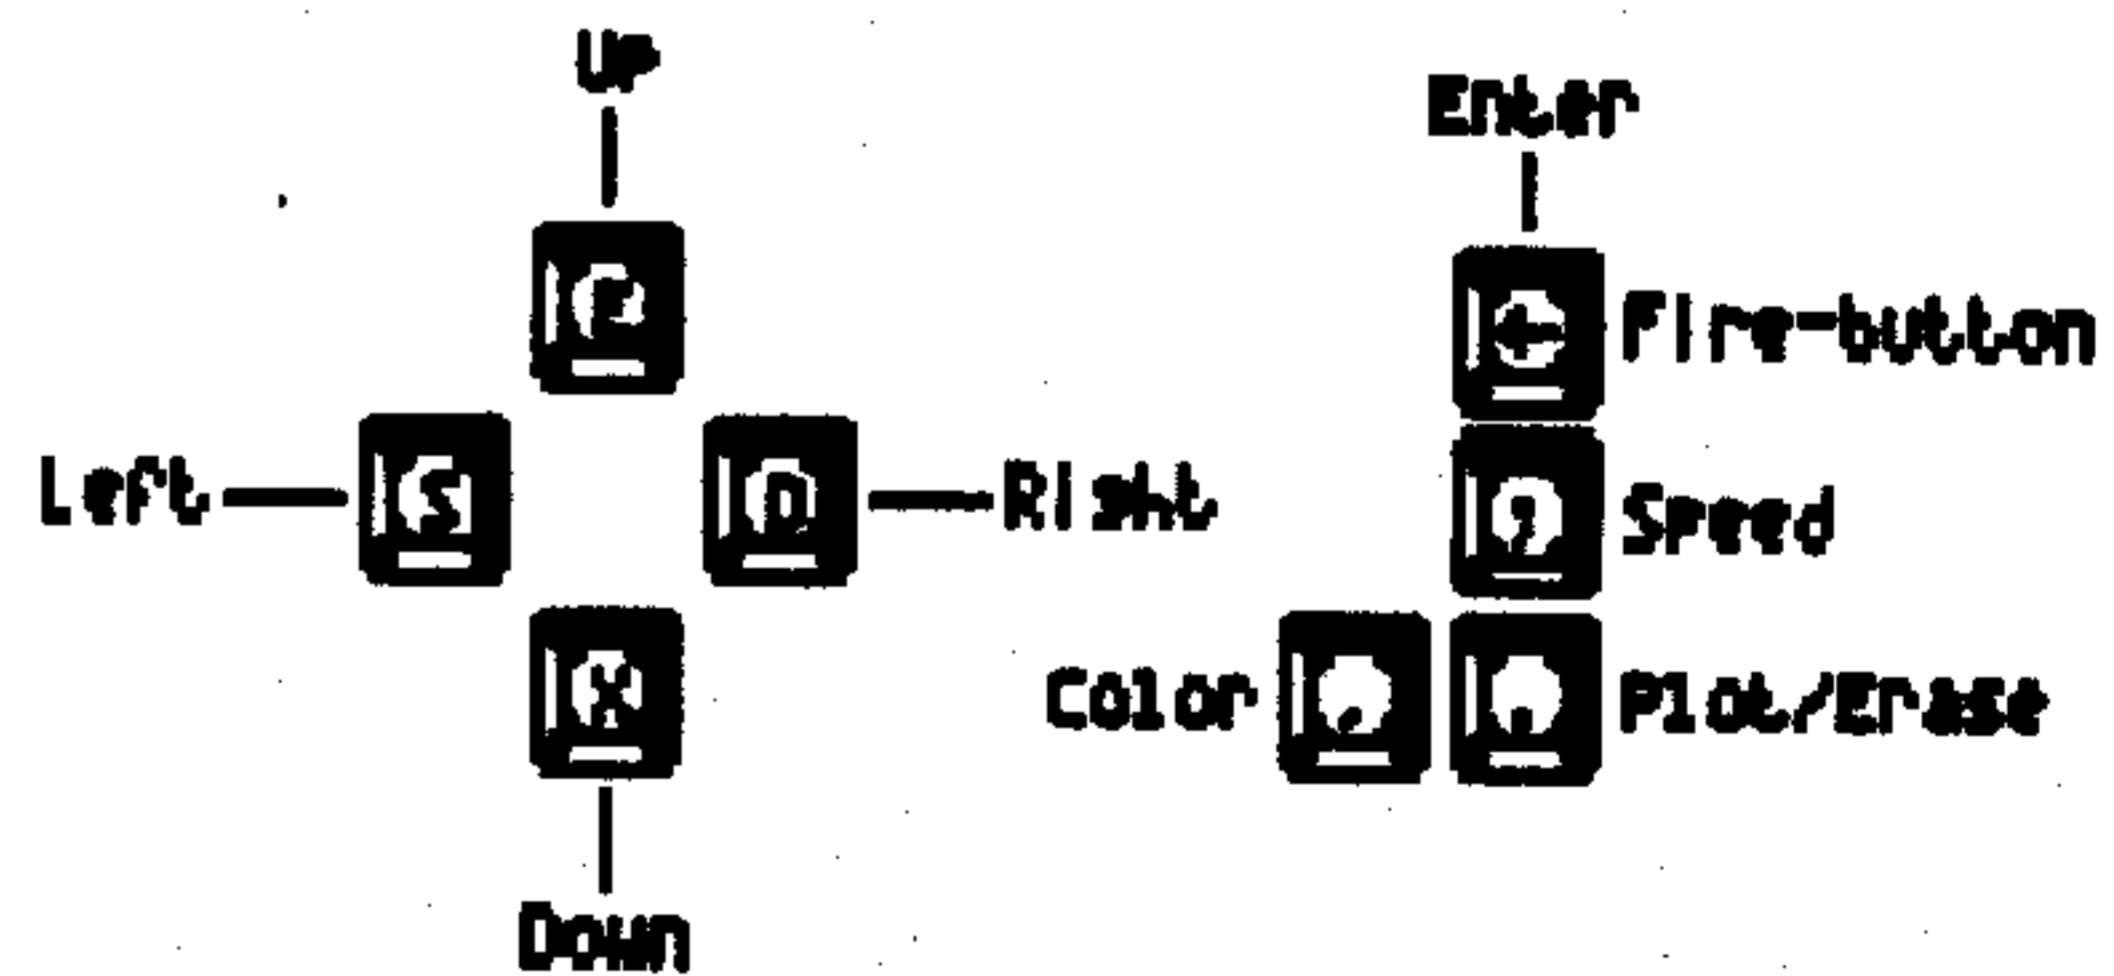 Up
Enter
Fire-button
Left
S
D
Right
Speed
X
Color
,
.
Plot/Erase
Down